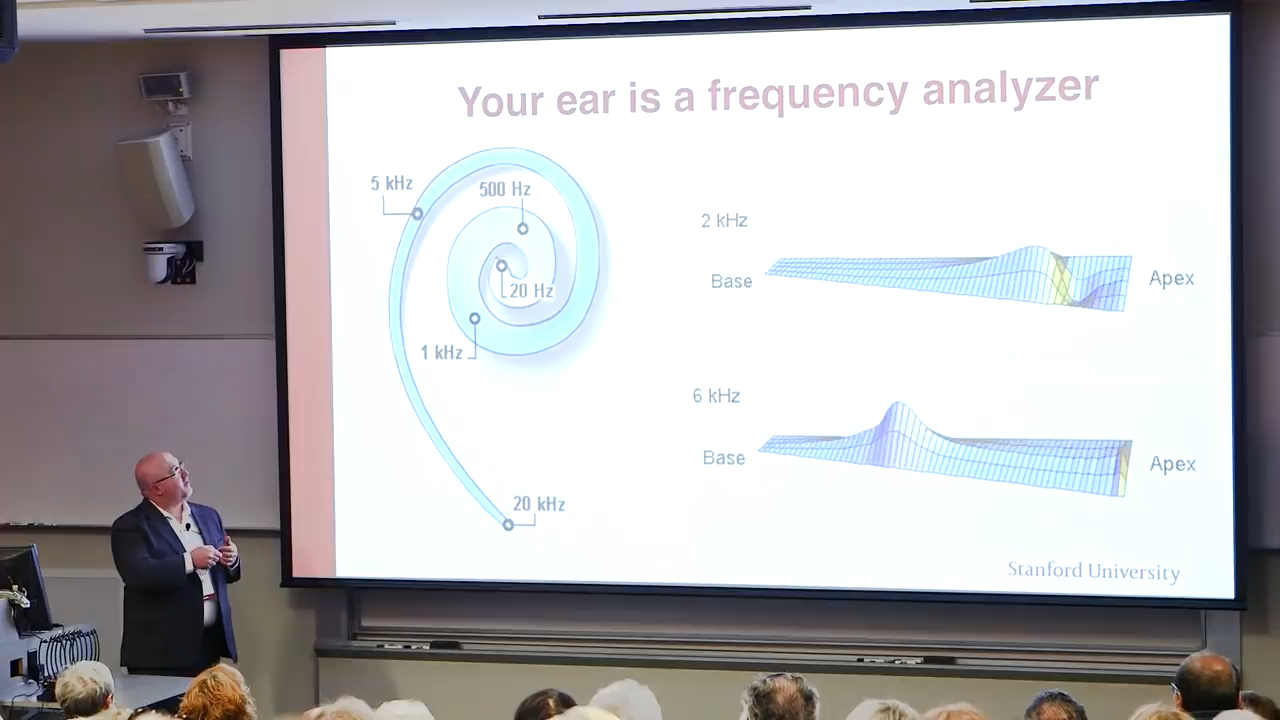 Your ear is a frequency analyzer
5 kHz
500 Hz
20 Hz
1 kHz
20 kHz
2 kHz
Base
Apex
6 kHz
Base
Apex
Stanford University